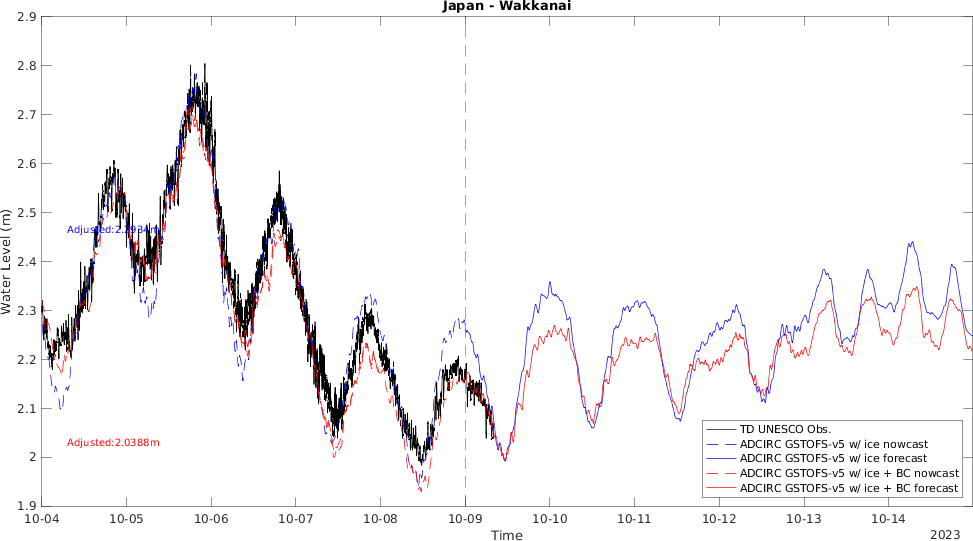 Japan - Wakkanai
Water Level (m)
2.9
2.8
2.7
2.6
2.5
2.4
2.3
2.2
2.1
2
1.9
Adjusted:2.2934m
Adjusted:2.0388m
TD UNESCO Obs.
ADCIRC GSTOFS-v5 w/ ice nowcast
ADCIRC GSTOFS-v5 w/ ice forecast
ADCIRC GSTOFS-v5 w/ ice + BC nowcast
ADCIRC GSTOFS-v5 w/ ice + BC forecast
10-04 10-05 10-06 10-07 10-08 10-09 10-10 10-11 10-12 10-13 10-14
Time
2023